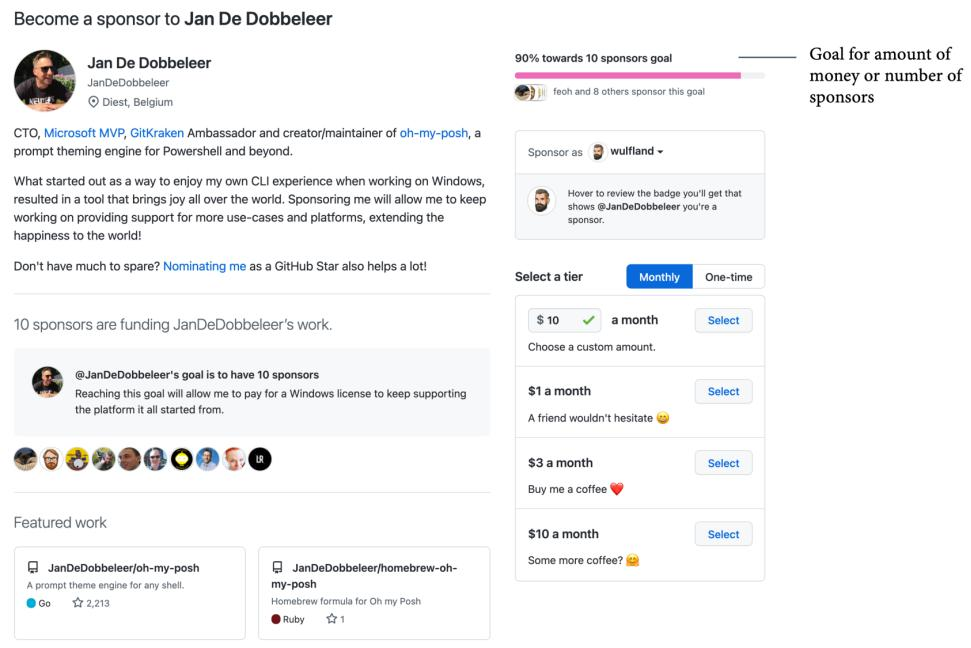 Become a sponsor to Jan De Dobbeleer
Jan De Dobbeleer
JanDeDobbeleer
Diest, Belgium
CTO, Microsoft MVP, GitKraken Ambassador and creator/maintainer of oh-my-posh, a
prompt theming engine for Powershell and beyond.
What started out as a way to enjoy my own CLI experience when working on Windows,
resulted in a tool that brings joy all over the world. Sponsoring me will allow me to keep
working on providing support for more use-cases and platforms, extending the
happiness to the world!
Don't have much to spare? Nominating me as a GitHub Star also helps a lot!
10 sponsors are funding JanDeDobbeleer's work.
@JanDeDobbeleer's goal is to have 10 sponsors
Reaching this goal will allow me to pay for a Windows license to keep supporting
the platform it all started from.
LR
Featured work
JanDeDobbeleer/oh-my-posh
A prompt theme engine for any shell.
Go 2,213
JanDeDobbeleer/homebrew-oh-
my-posh
Homebrew formula for Oh my Posh
Ruby 1
90% towards 10 sponsors goal
feoh and 8 others sponsor this goal
Goal for amount of
money or number of
sponsors
Sponsor as wulfland
Hover to review the badge you'll get that
shows @JanDeDobbeleer you're a
sponsor.
Select a tier Monthly One-time
$ 10 a month Select
Choose a custom amount.
$1 a month Select
A friend wouldn't hesitate 😄
$3 a month Select
Buy me a coffee ❤️
$10 a month Select
Some more coffee? 🤗